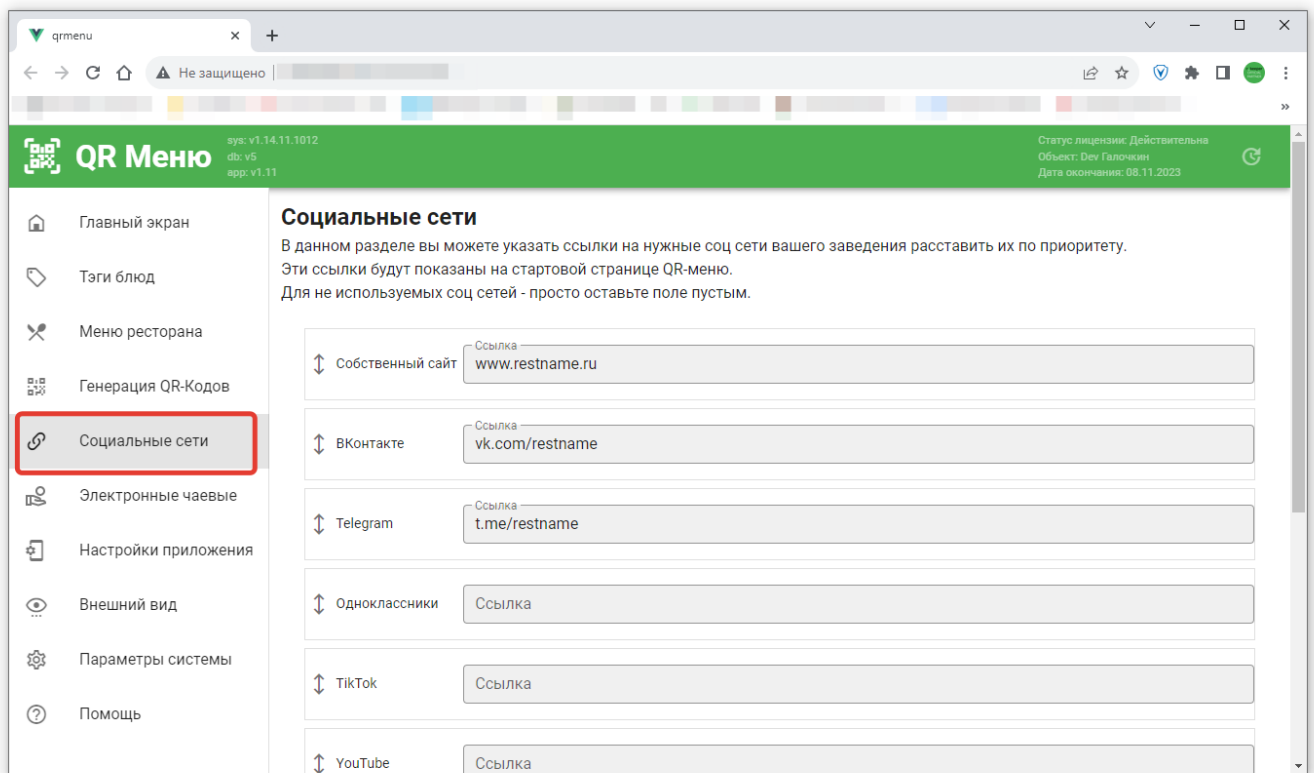 qrmenu
Не защищено
QR Меню
sys: v1.14.11.1012
db: v5
app: v1.11
Статус лицензии: Действительна
Объект: Dev Галочкин
Дата окончания: 08.11.2023
Главный экран
Тэги блюд
Меню ресторана
Генерация QR-Кодов
Социальные сети
Электронные чаевые
Настройки приложения
Внешний вид
Параметры системы
Помощь
Социальные сети
В данном разделе вы можете указать ссылки на нужные соц сети вашего заведения расставить их по приоритету.
Эти ссылки будут показаны на стартовой странице QR-меню.
Для не используемых соц сетей - просто оставьте поле пустым.
Собственный сайт
Ссылка
www.restname.ru
ВКонтакте
Ссылка
vk.com/restname
Telegram
Ссылка
t.me/restname
Одноклассники
Ссылка
TikTok
Ссылка
YouTube
Ссылка